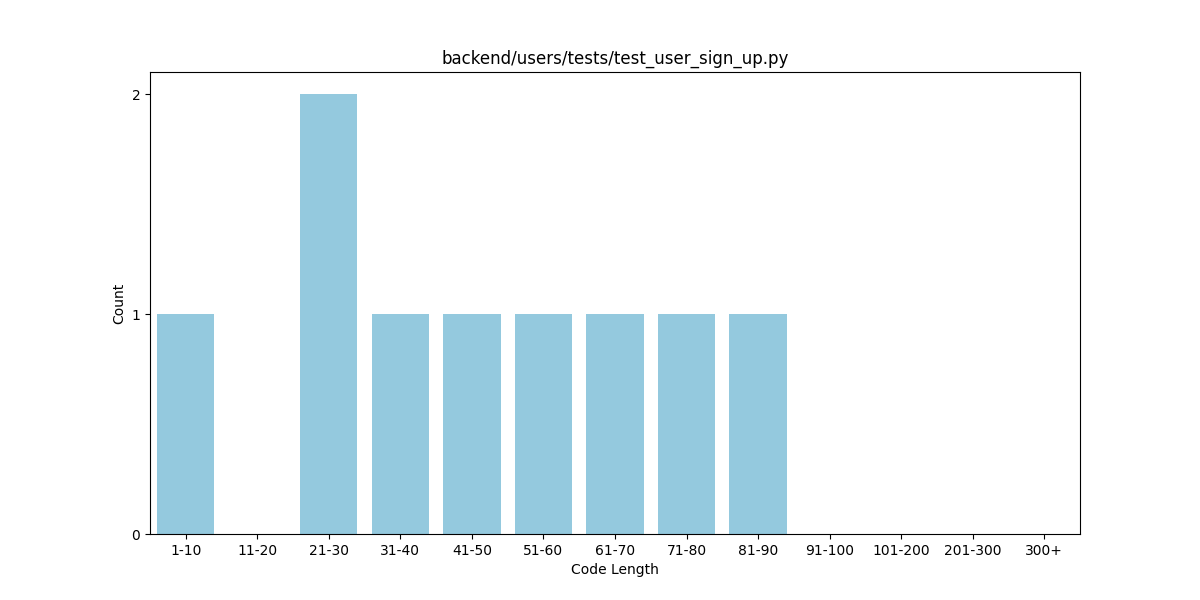 backend/users/tests/test_user_sign_up.py
2
1
0
Count
1-10 11-20 21-30 31-40 41-50 51-60 61-70 71-80 81-90 91-100 101-200 201-300 300+
Code Length